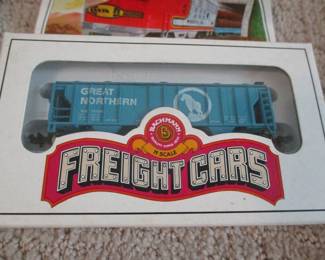 GREAT
NORTHERN
BACHMANN
N SCALE
FREIGHT CARS